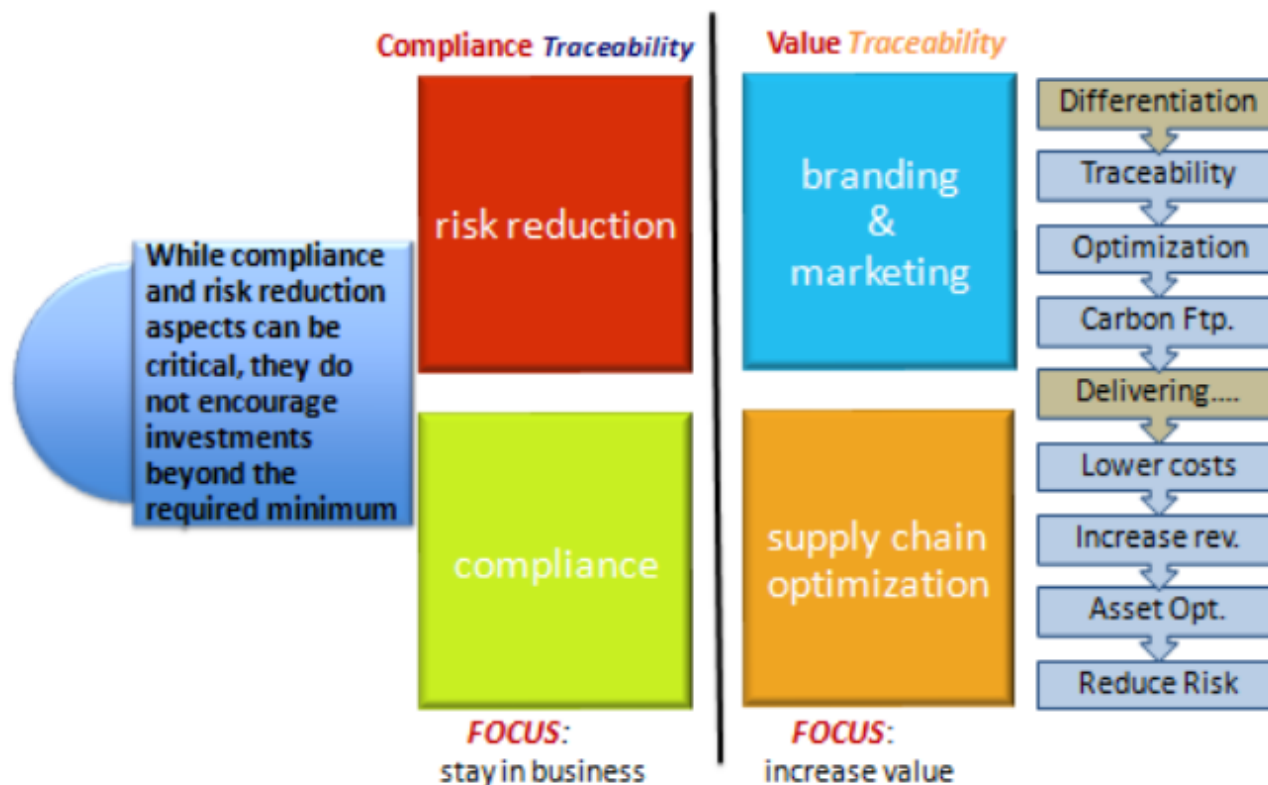 Compliance Traceability
Value Traceability
While compliance
and risk reduction
aspects can be
critical, they do
not encourage
investments
beyond the
required minimum
risk reduction
compliance
FOCUS:
stay in business
branding
&
marketing
supply chain
optimization
FOCUS:
increase value
Differentiation
Traceability
Optimization
Carbon Ftp.
Delivering....
Lower costs
Increase rev.
Asset Opt.
Reduce Risk